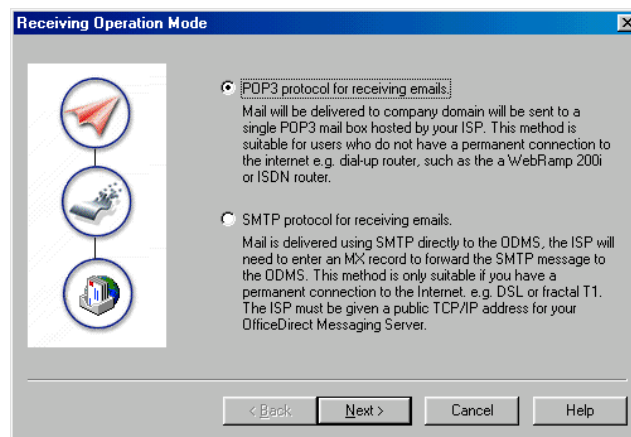 Receiving Operation Mode
POP3 protocol for receiving emails.
Mail will be delivered to company domain will be sent to a
single POP3 mail box hosted by your ISP. This method is
suitable for users who do not have a permanent connection to
the internet e.g. dial-up router, such as the a WebRamp 200i
or ISDN router.
SMTP protocol for receiving emails.
Mail is delivered using SMTP directly to the ODMS, the ISP will
need to enter an MX record to forward the SMTP message to
the ODMS. This method is only suitable if you have a
permanent connection to the Internet. e.g. DSL or fractal T1.
The ISP must be given a public TCP/IP address for your
OfficeDirect Messaging Server.
< Back Next > Cancel Help